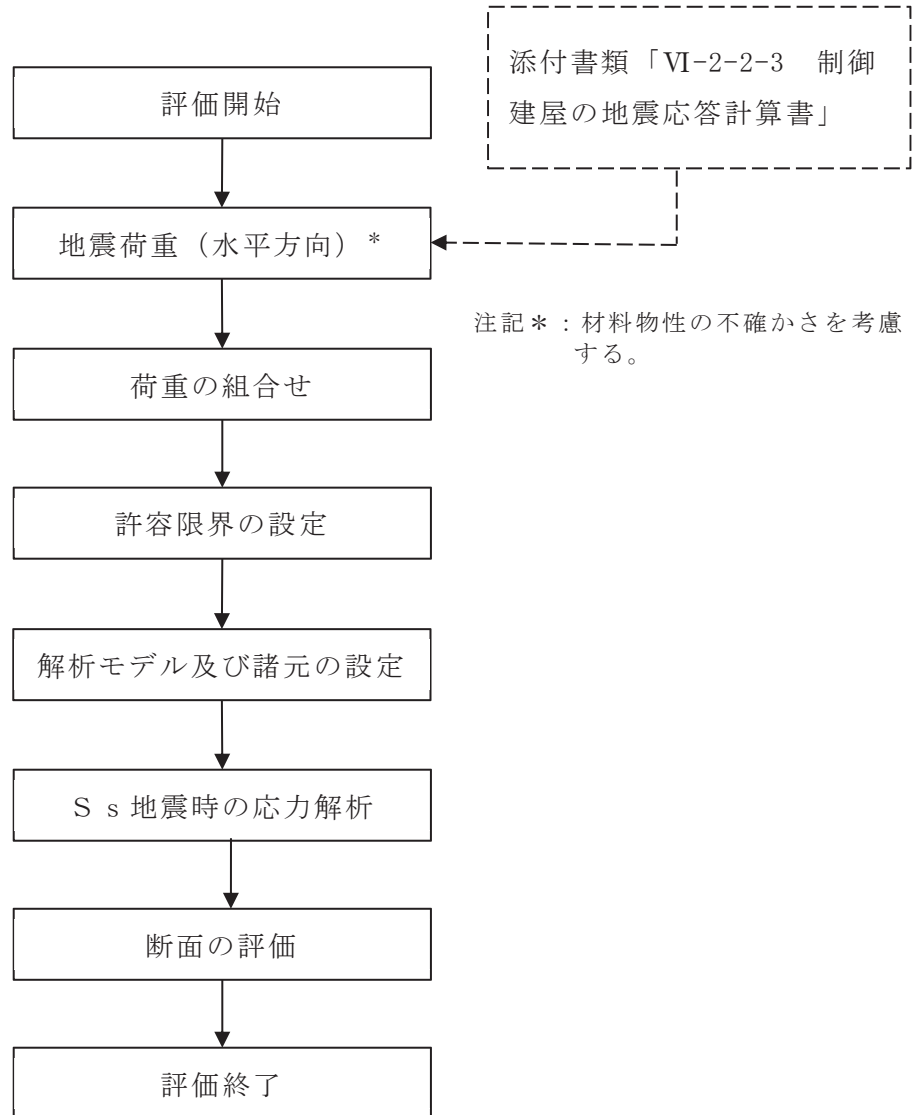 添付書類「Ⅵ-2-2-3　制御
建屋の地震応答計算書」
評価開始
地震荷重（水平方向）*
注記＊：材料物性の不確かさを考慮
する。
荷重の組合せ
許容限界の設定
解析モデル及び諸元の設定
Ｓｓ地震時の応力解析
断面の評価
評価終了